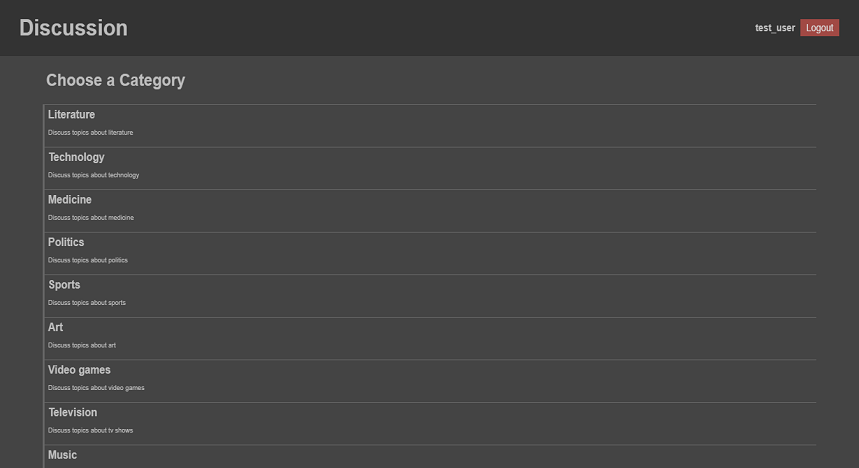 Discussion
test_user Logout
Choose a Category
Literature
Discuss topics about literature
Technology
Discuss topics about technology
Medicine
Discuss topics about medicine
Politics
Discuss topics about politics
Sports
Discuss topics about sports
Art
Discuss topics about art
Video games
Discuss topics about video games
Television
Discuss topics about tv shows
Music